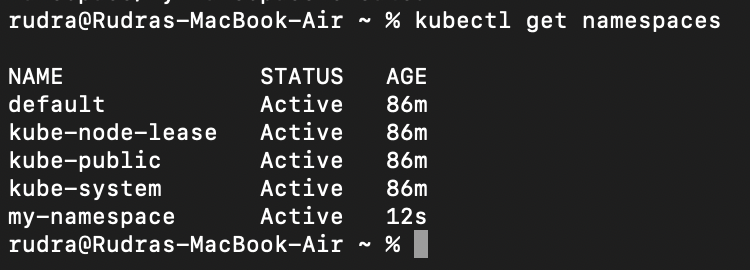 rudra@Rudras-MacBook-Air ~ % kubectl get namespaces
NAME STATUS AGE
default Active 86m
kube-node-lease Active 86m
kube-public Active 86m
kube-system Active 86m
my-namespace Active 12s
rudra@Rudras-MacBook-Air ~ %